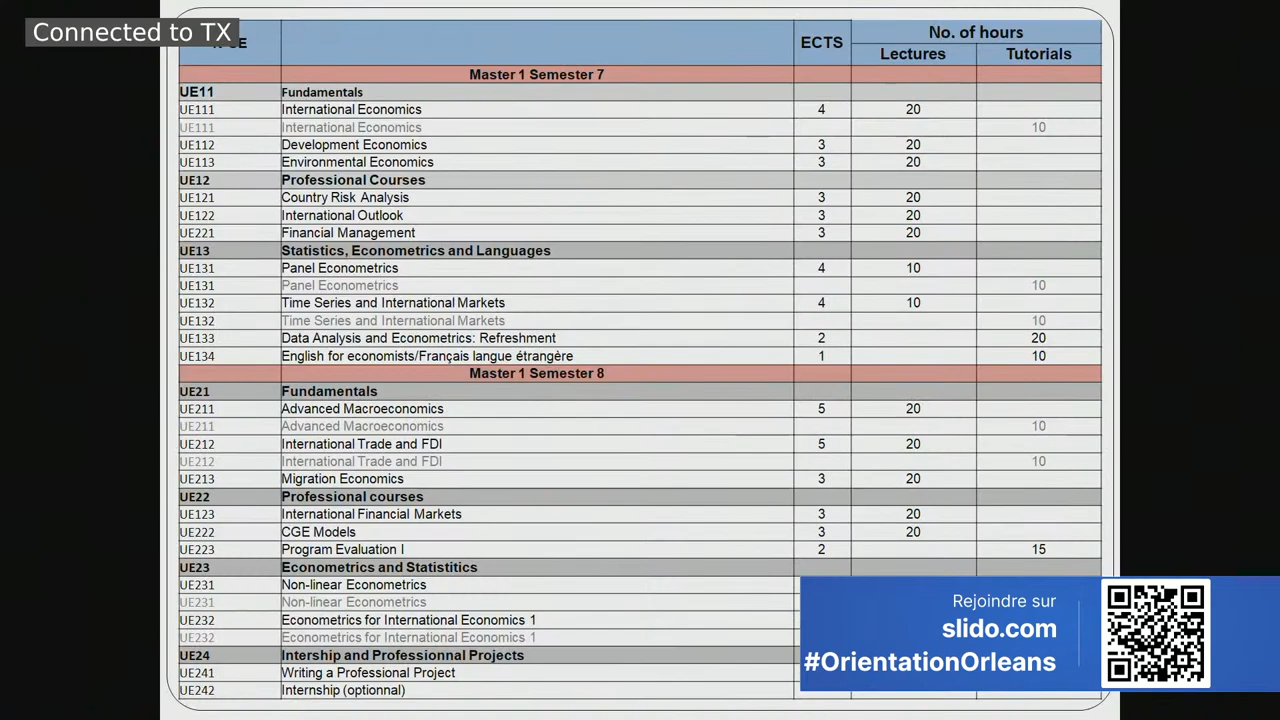 Connected to TX
ECTS No. of hours
Lectures Tutorials
Master 1 Semester 7
UE11 Fundamentals
UE111 International Economics 4 20
UE111 International Economics 10
UE112 Development Economics 3 20
UE113 Environmental Economics 3 20
UE12 Professional Courses
UE121 Country Risk Analysis 3 20
UE122 International Outlook 3 20
UE221 Financial Management 3 20
UE13 Statistics, Econometrics and Languages
UE131 Panel Econometrics 4 10
UE131 Panel Econometrics 10
UE132 Time Series and International Markets 4 10
UE132 Time Series and International Markets 10
UE133 Data Analysis and Econometrics: Refreshment 2 20
UE134 English for economists/Français langue étrangère 1 10
Master 1 Semester 8
UE21 Fundamentals
UE211 Advanced Macroeconomics 5 20
UE211 Advanced Macroeconomics 10
UE212 International Trade and FDI 5 20
UE212 International Trade and FDI 10
UE213 Migration Economics 3 20
UE22 Professional courses
UE123 International Financial Markets 3 20
UE222 CGE Models 3 20
UE223 Program Evaluation I 2 15
UE23 Econometrics and Statistitics
UE231 Non-linear Econometrics
UE231 Non-linear Econometrics
UE232 Econometrics for International Economics 1
UE232 Econometrics for International Economics 1
UE24 Intership and Professionnal Projects
UE241 Writing a Professional Project
UE242 Internship (optionnal)
Rejoindre sur
slido.com
#OrientationOrleans